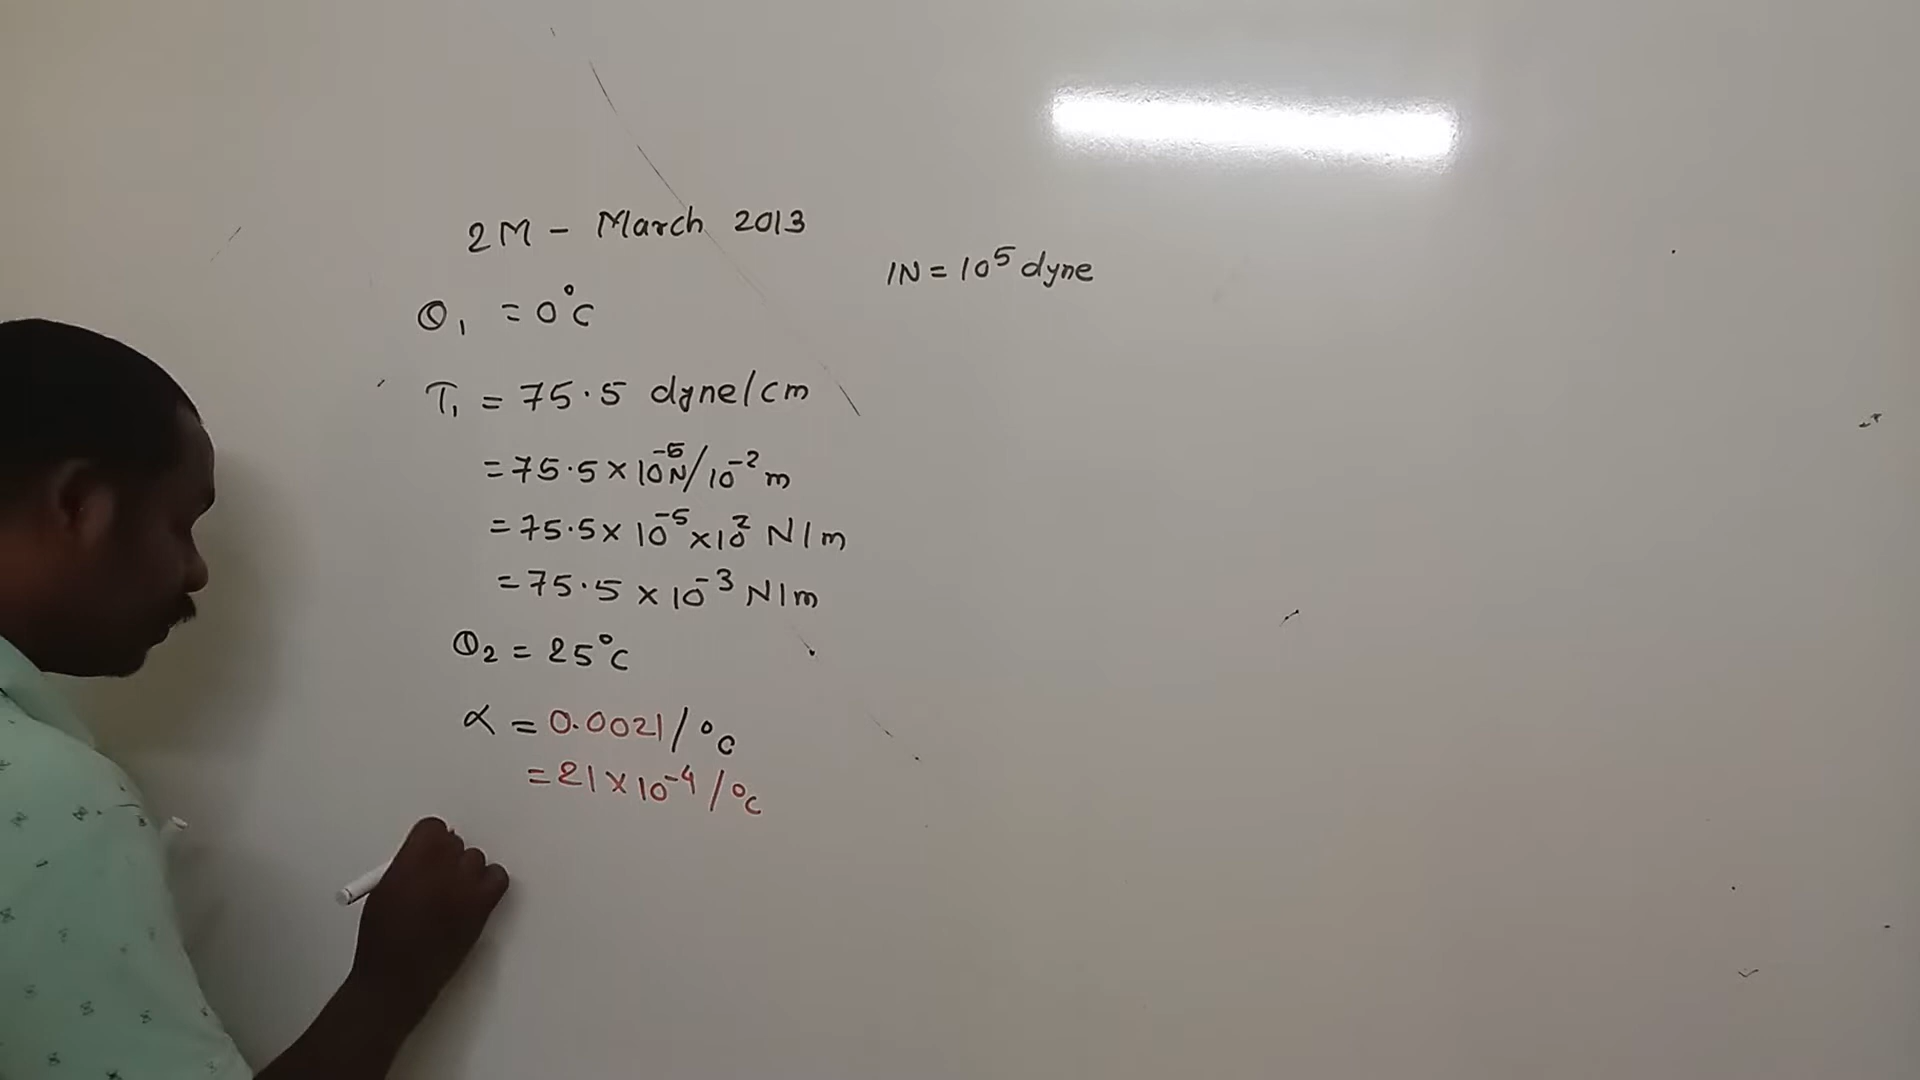 2M - March 2013
1N = 10⁵ dyne
θ₁ = 0°C
T₁ = 75.5 dyne/cm
= 75.5 × 10⁻⁵N/10⁻² m
= 75.5 × 10⁻⁵ × 10² N/m
= 75.5 × 10⁻³ N/m
θ₂ = 25°C
α = 0.0021/°C
= 21 × 10⁻⁴ /°C